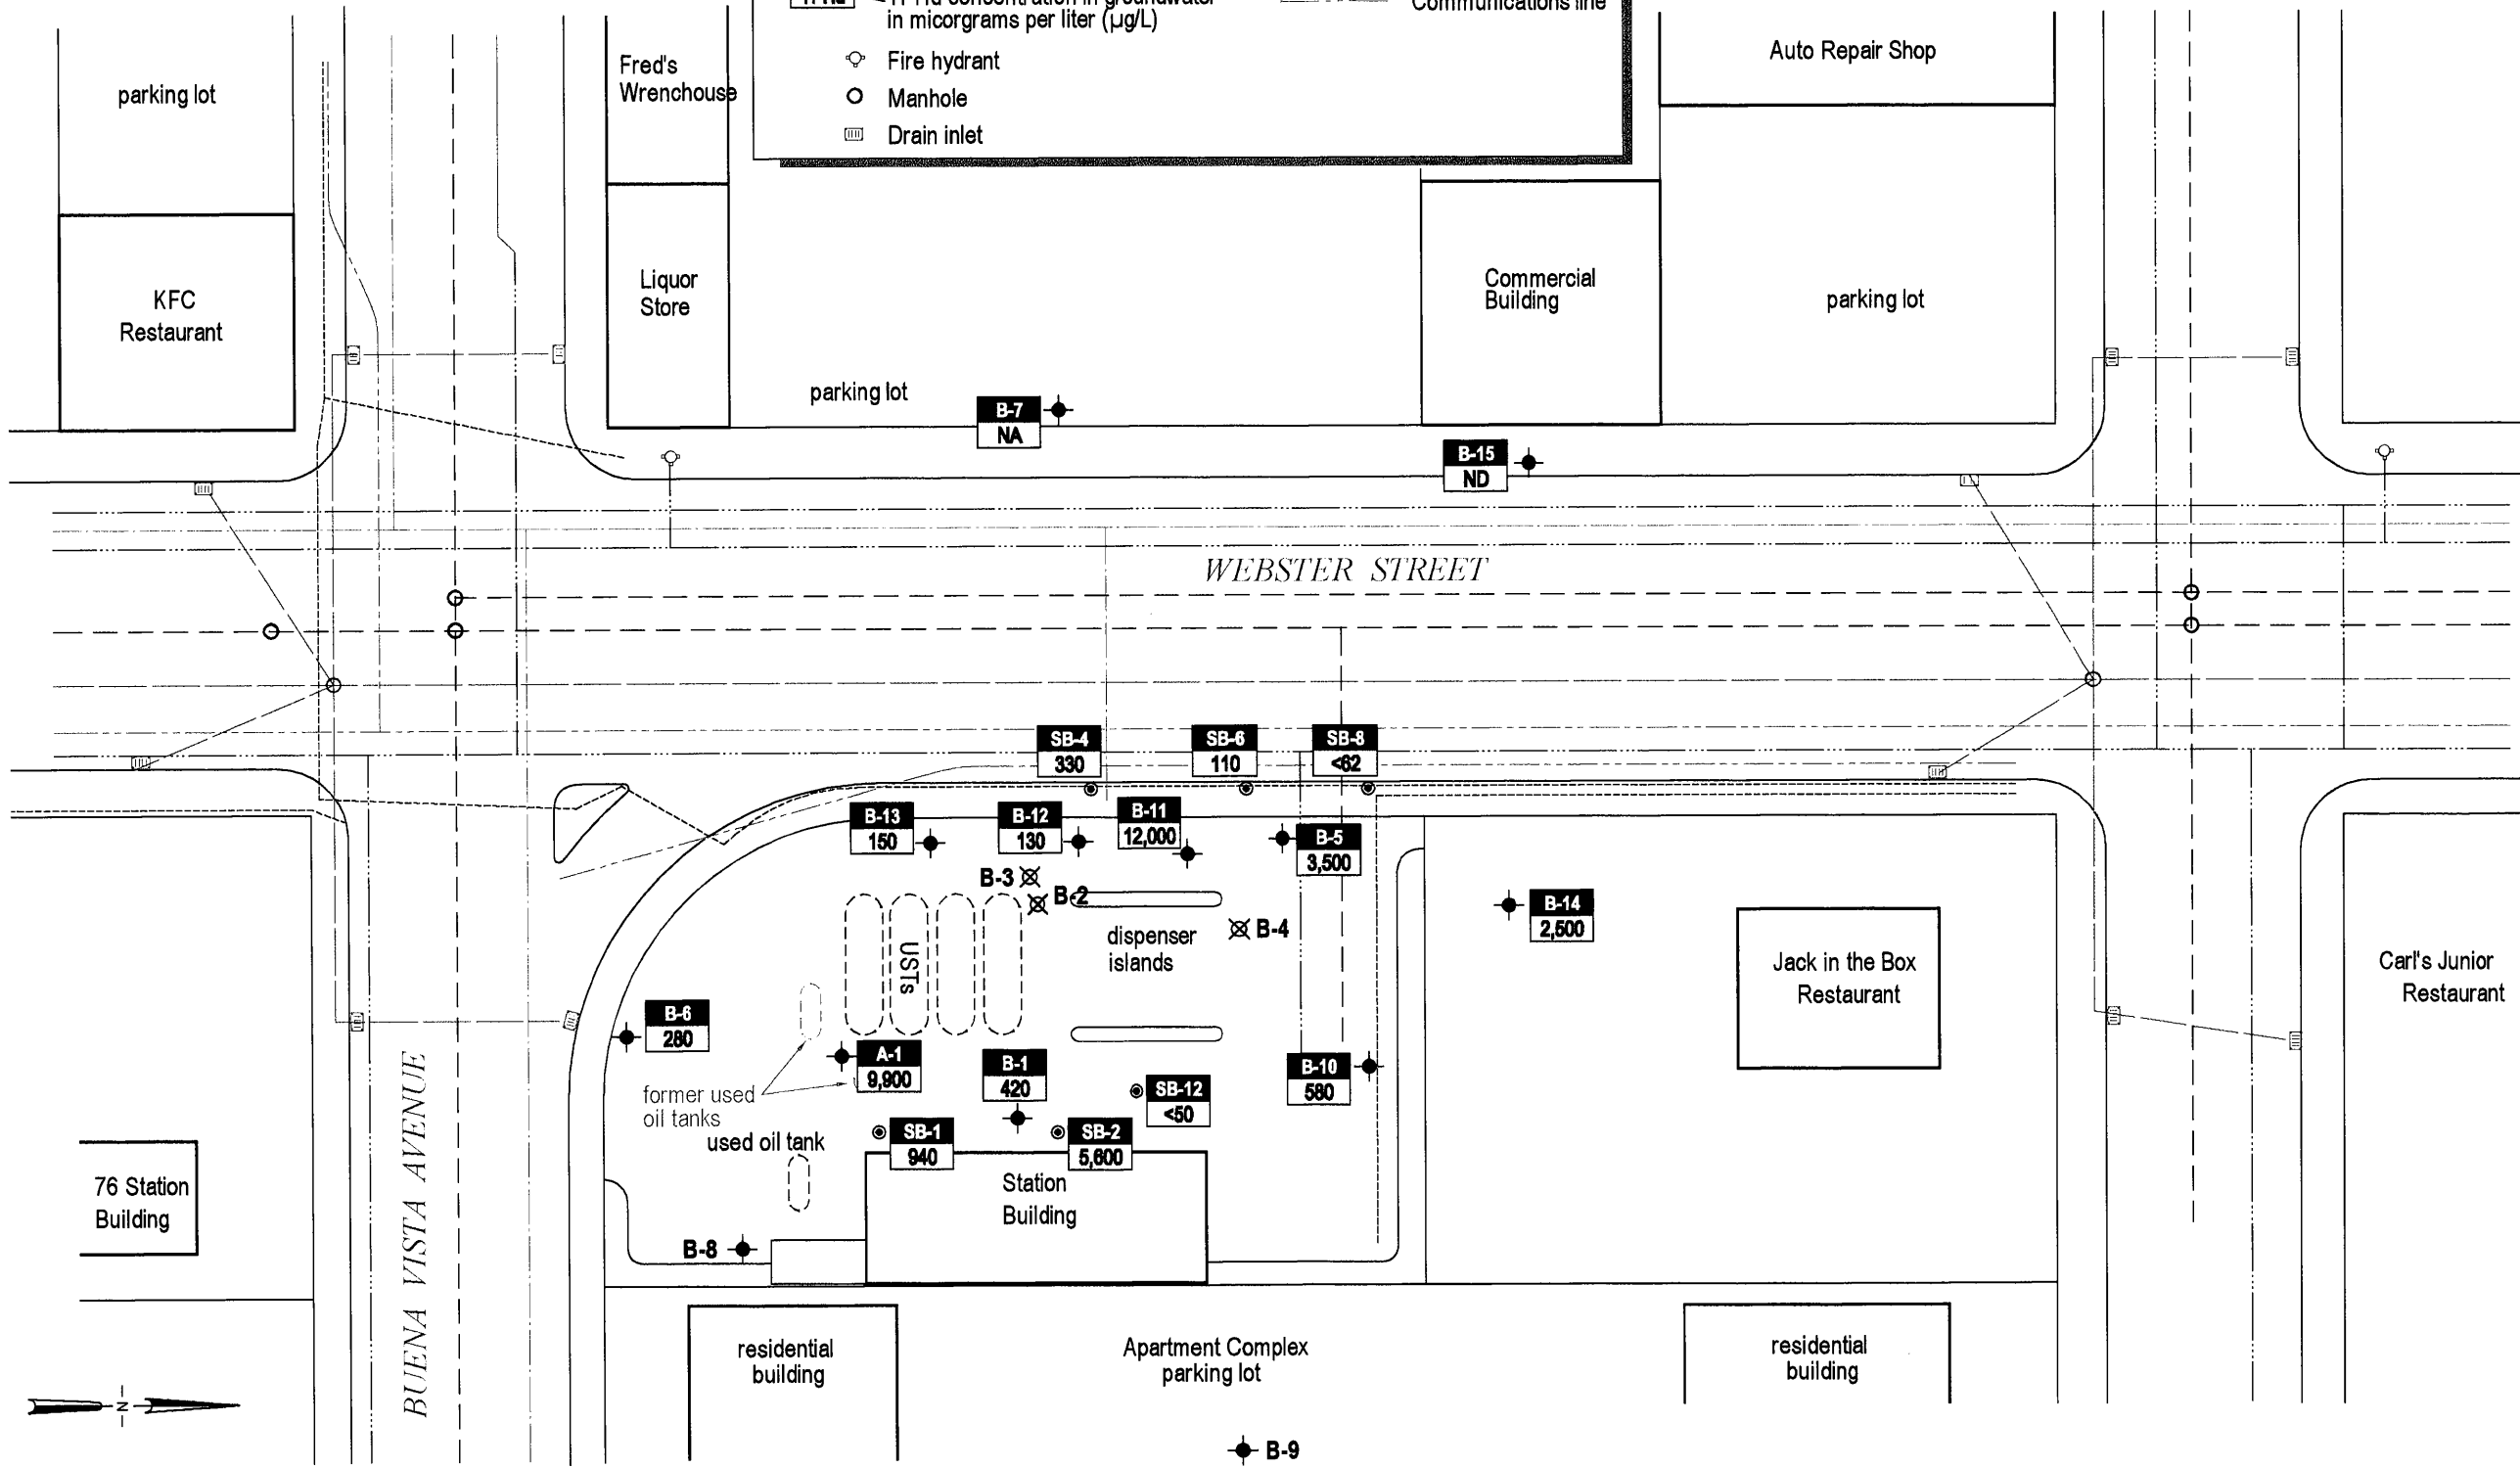 concentration in groundwater
in micorgrams per liter (µg/L)
Communications line
Fire hydrant
Manhole
Drain inlet
parking lot
Fred's
Wrenchouse
Auto Repair Shop
KFC
Restaurant
Liquor
Store
Commercial
Building
parking lot
parking lot
B-7
NA
B-15
ND
WEBSTER STREET
SB-4
330
SB-6
110
SB-8
<62
B-13
150
B-12
130
B-11
12,000
B-5
3,500
B-3
B-2
B-4
B-14
2,500
USTs
dispenser
islands
Jack in the Box
Restaurant
Carl's Junior
Restaurant
B-6
280
A-1
9,900
B-1
420
SB-12
<50
B-10
580
former used
oil tanks
used oil tank
SB-1
940
SB-2
5,600
Station
Building
76 Station
Building
BUENA VISTA AVENUE
B-8
residential
building
Apartment Complex
parking lot
residential
building
N
B-9